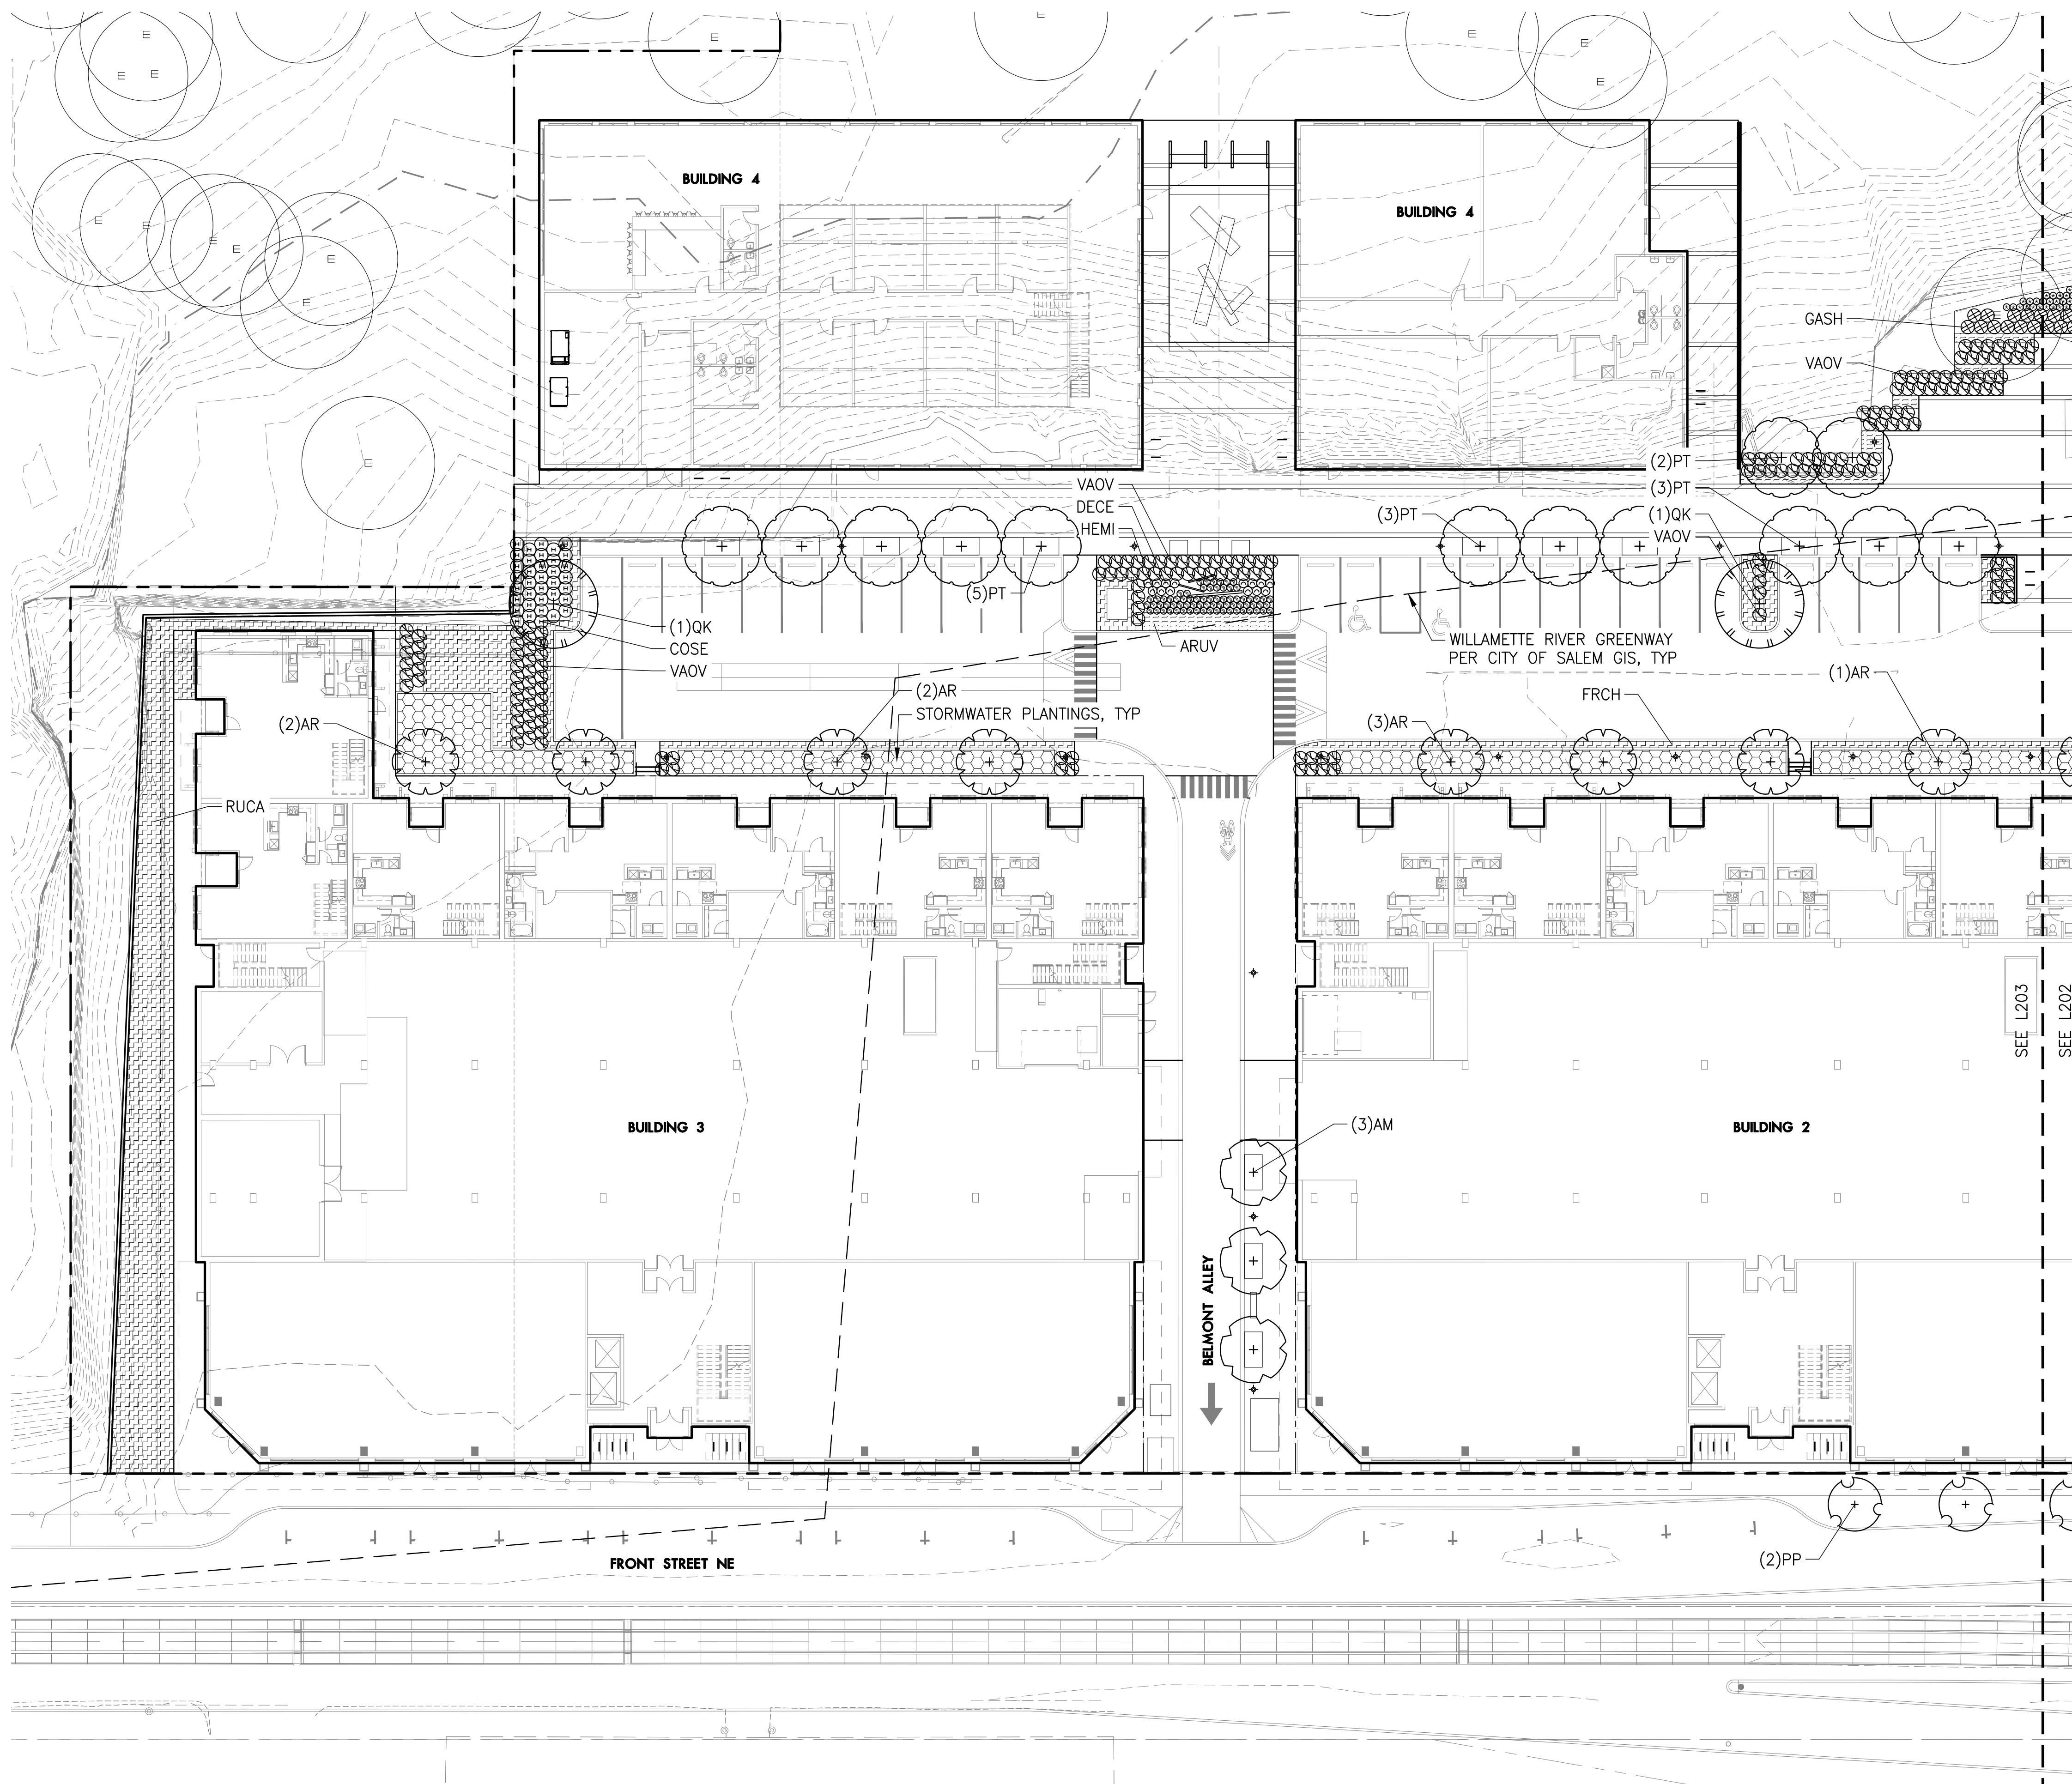 BUILDING 4
BUILDING 4
GASH
VAOV
(2)PT
VAOV
(3)PT
DECE
(3)PT
(1)QK
HEMI
VAOV
(5)PT
(1)QK
WILLAMETTE RIVER GREENWAY
PER CITY OF SALEM GIS, TYP
COSE
ARUV
VAOV
(1)AR
(2)AR
FRCH
STORMWATER PLANTINGS, TYP
(2)AR
(3)AR
RUCA
SEE L203
SEE L202
(3)AM
BUILDING 3
BUILDING 2
BELMONT ALLEY
(2)PP
FRONT STREET NE